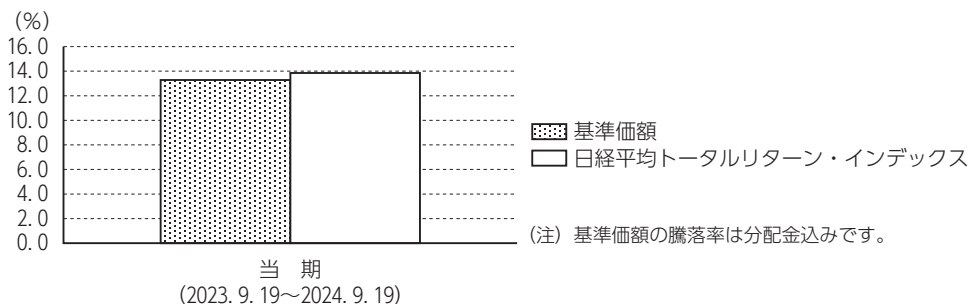 (%)
16.0
14.0
12.0
10.0
8.0
6.0
4.0
2.0
0.0
基準価額
日経平均トータルリターン・インデックス
(注) 基準価額の騰落率は分配金込みです。
当 期
(2023. 9. 19～2024. 9. 19)